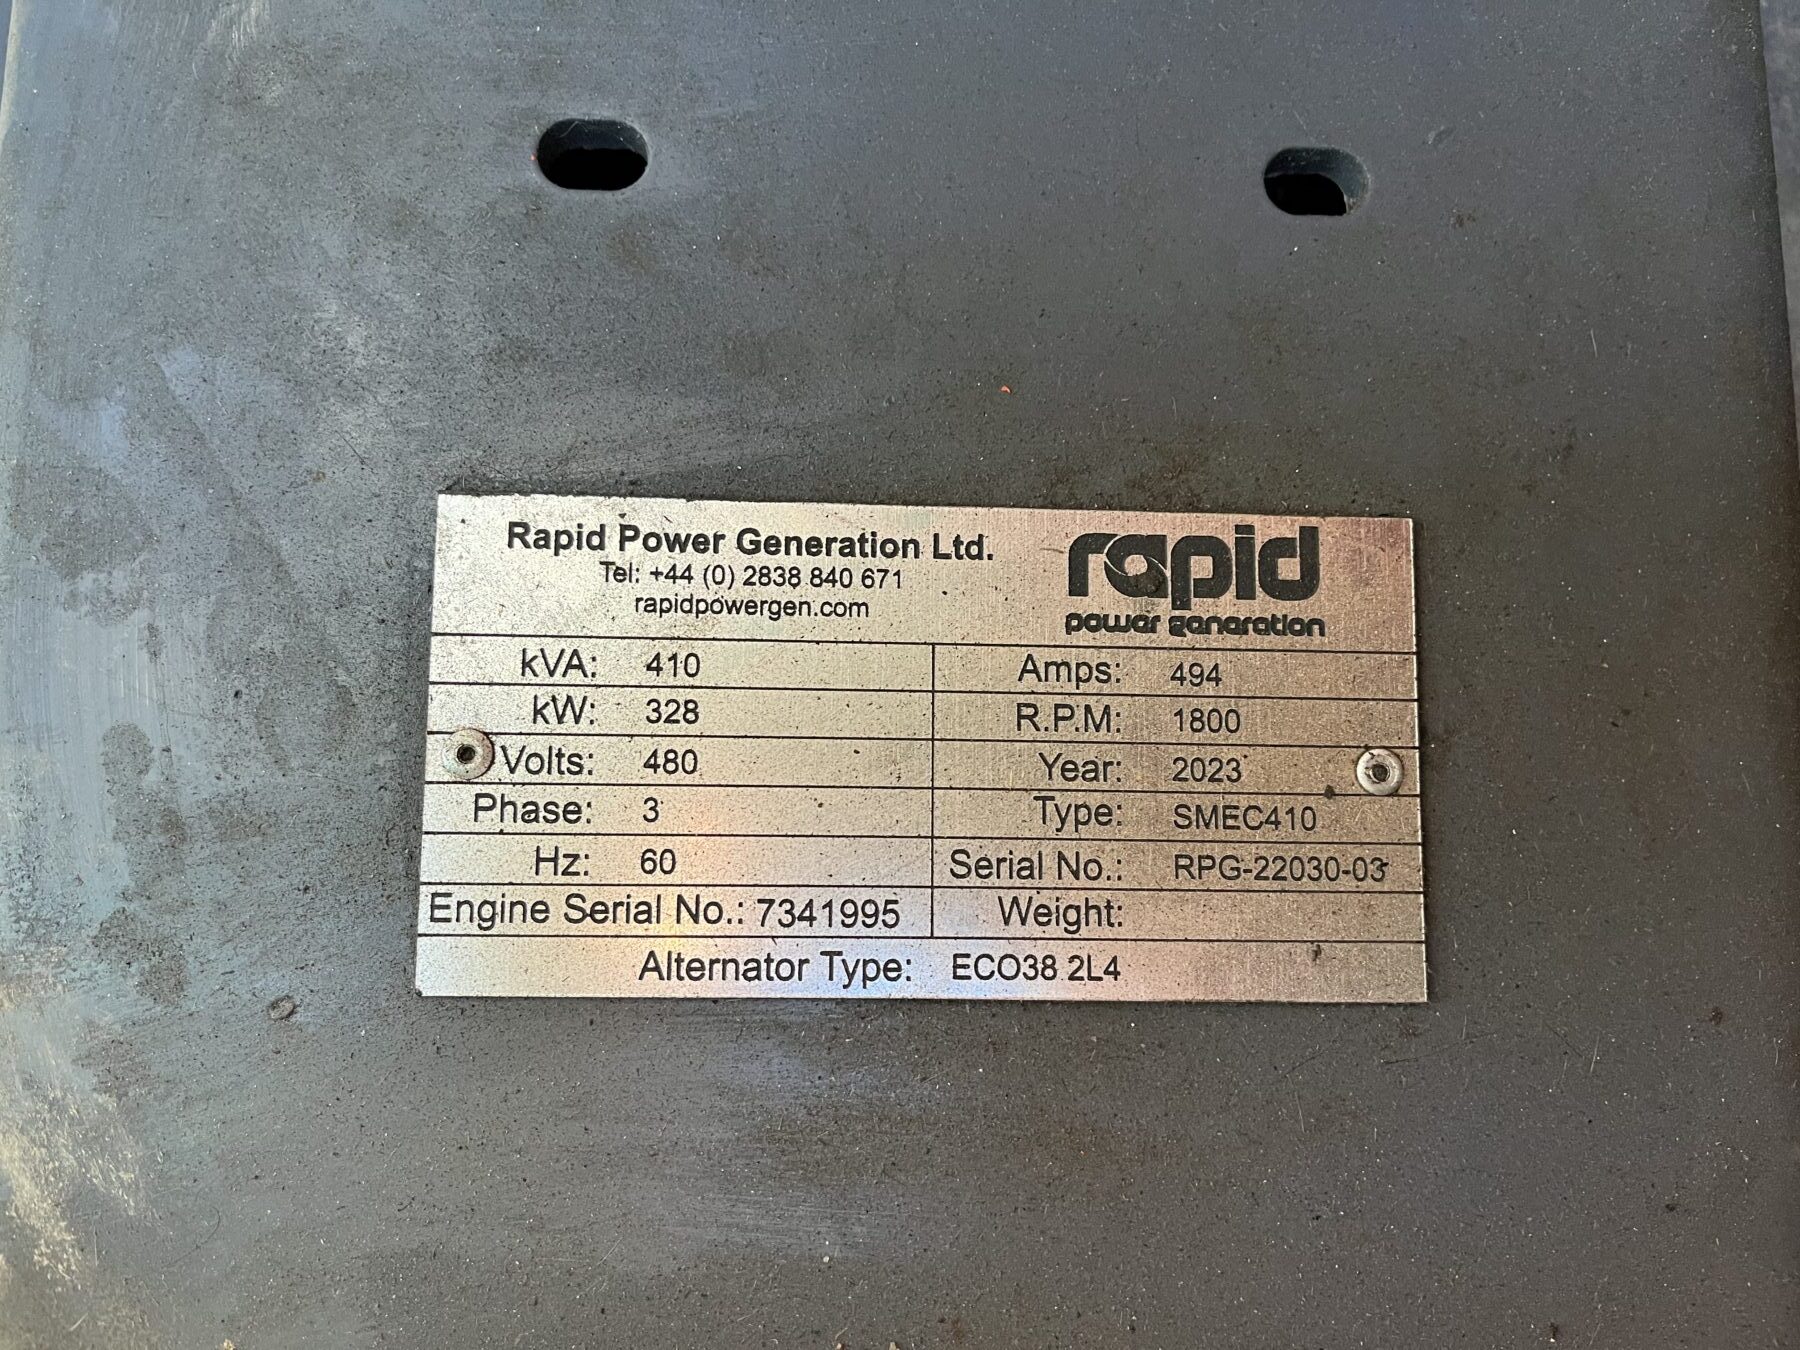 Rapid Power Generation Ltd.
Tel: +44 (0) 2838 840 671
rapidpowergen.com
rapid
power generation
kVA: 410
Amps: 494
kW: 328
R.P.M: 1800
Volts: 480
Year: 2023
Phase: 3
Type: SMEC410
Hz: 60
Serial No.: RPG-22030-03
Engine Serial No.: 7341995
Weight:
Alternator Type: ECO38 2L4